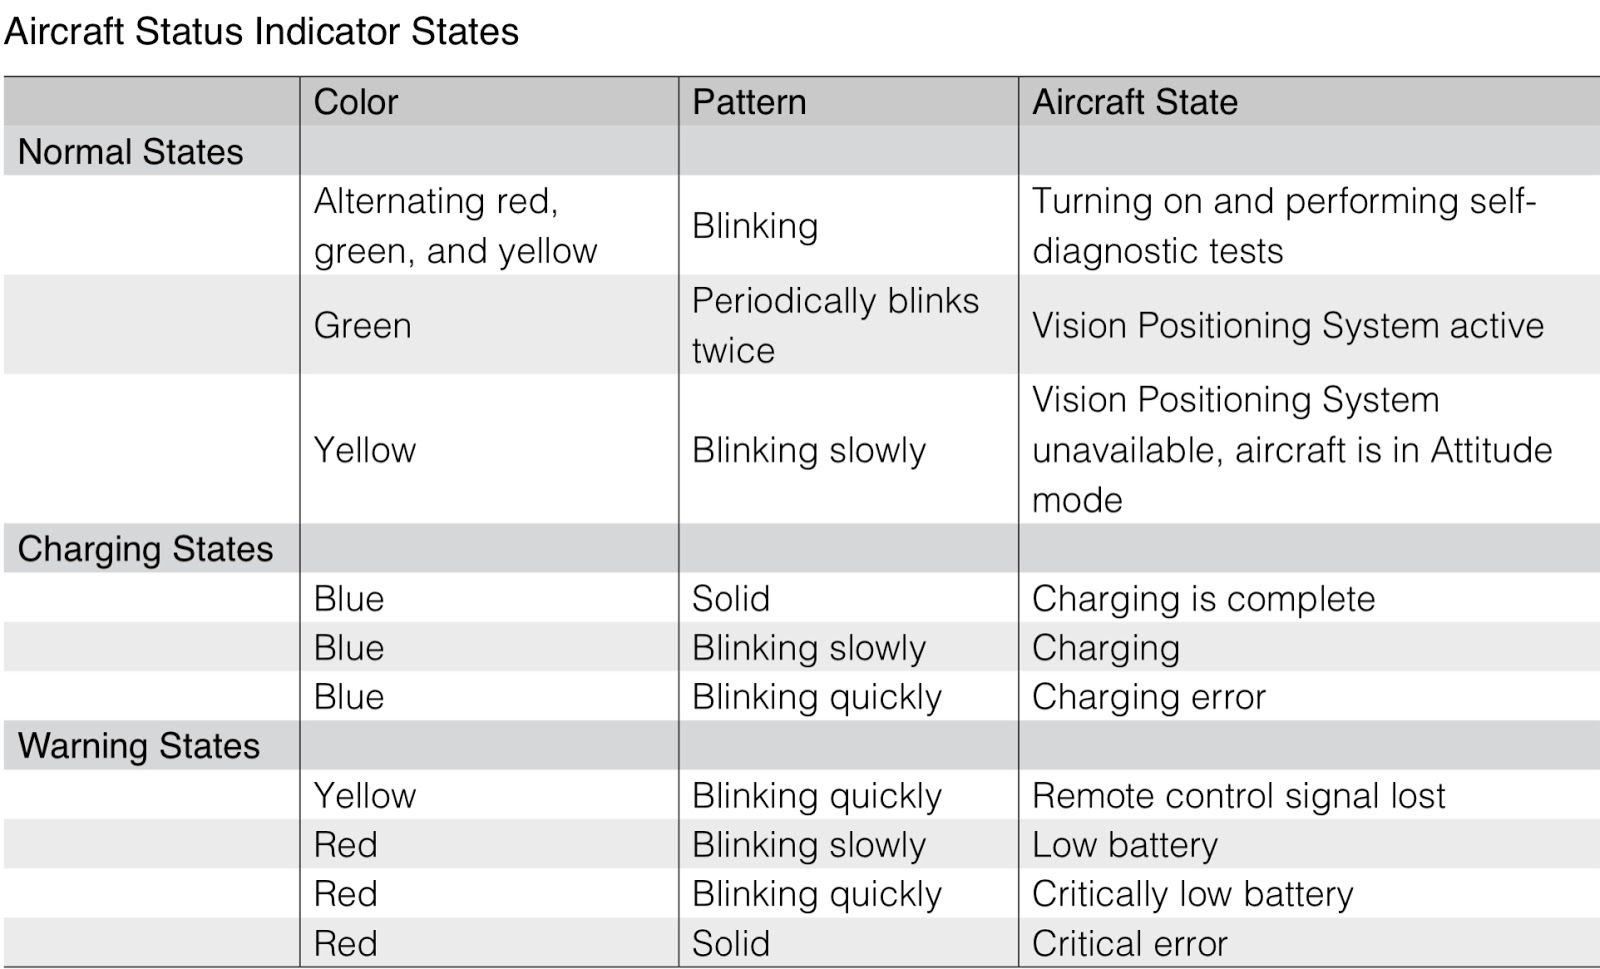 Aircraft Status Indicator States
Color Pattern Aircraft State
Normal States
Alternating red,
green, and yellow
Blinking
Turning on and performing self-
diagnostic tests
Green
Periodically blinks
twice
Vision Positioning System active
Yellow
Blinking slowly
Vision Positioning System
unavailable, aircraft is in Attitude
mode
Charging States
Blue Solid Charging is complete
Blue Blinking slowly Charging
Blue Blinking quickly Charging error
Warning States
Yellow Blinking quickly Remote control signal lost
Red Blinking slowly Low battery
Red Blinking quickly Critically low battery
Red Solid Critical error